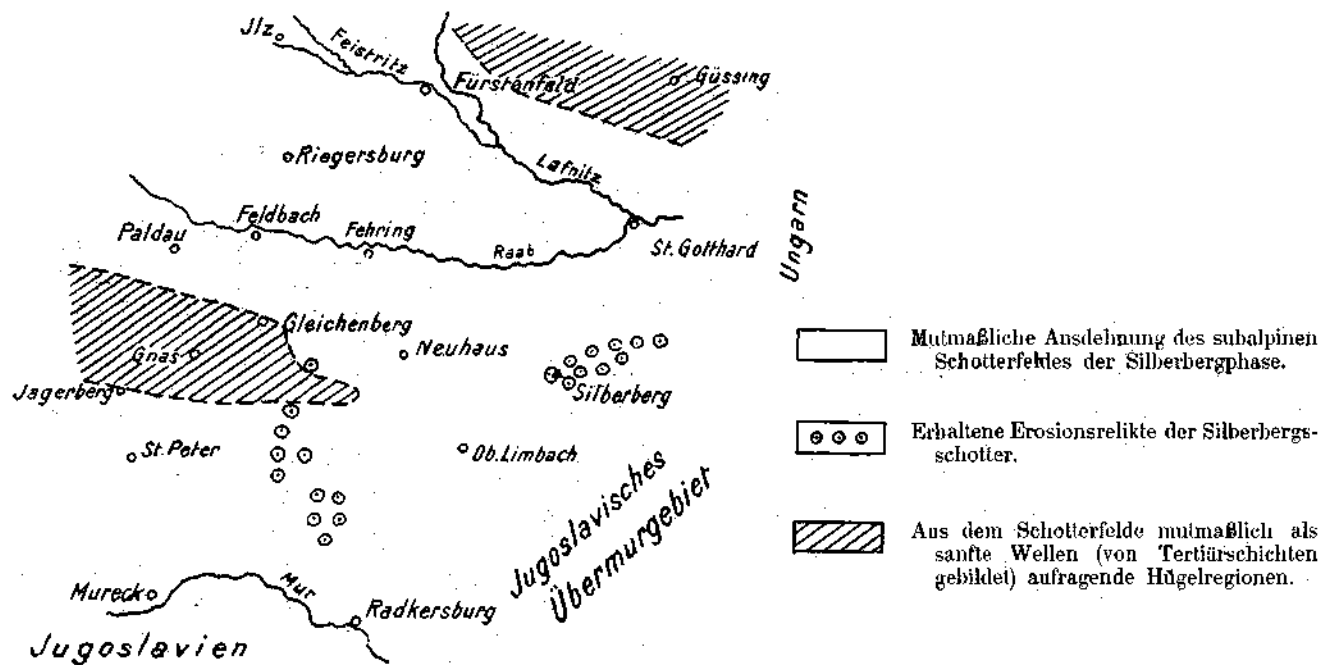 Jlz
Feistritz
Fürstenfeld
Güssing
Riegersburg
Lafnitz
Feldbach
Fehring
Paldau
Raab
St. Gotthard
Ungarn
Gleichenberg
Gnas
Neuhaus
Jagerberg
Silberberg
St. Peter
Ob. Limbach
Jugoslavisches
Übermurgebiet
Mureck
Mur
Radkersburg
Jugoslavien
Mutmaßliche Ausdehnung des subalpinen
Schotterfeldes der Silbergphase.
Erhaltene Erosionsrelikte der Silberbergs-
schotter.
Aus dem Schotterfelde mutmaßlich als
sanfte Wellen (von Tertiärschichten
gebildet) aufragende Hügelregionen.